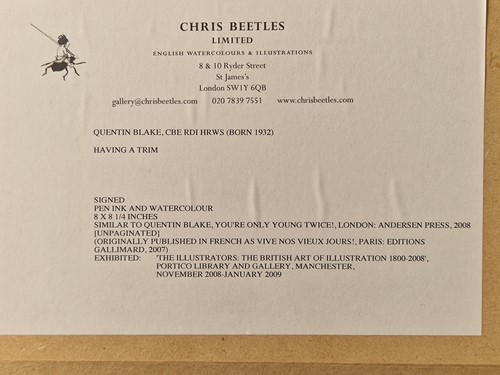 CHRIS BEETLES
LIMITED
ENGLISH WATERCOLOURS & ILLUSTRATIONS
8 & 10 Ryder Street
St James's
London SW1Y 6QB
gallery@chrisbeetles.com 020 7839 7551 www.chrisbeetles.com
QUENTIN BLAKE, CBE RDI HRWS (BORN 1932)
HAVING A TRIM
SIGNED
PEN INK AND WATERCOLOUR
8 X 8 1/4 INCHES
SIMILAR TO QUENTIN BLAKE, YOU'RE ONLY YOUNG TWICE!, LONDON: ANDERSEN PRESS, 2008
[UNPAGINATED]
(ORIGINALLY PUBLISHED IN FRENCH AS VIVE NOS VIEUX JOURS!, PARIS: EDITIONS
GALLIMARD, 2007)
EXHIBITED: 'THE ILLUSTRATORS: THE BRITISH ART OF ILLUSTRATION 1800-2008',
PORTICO LIBRARY AND GALLERY, MANCHESTER,
NOVEMBER 2008-JANUARY 2009